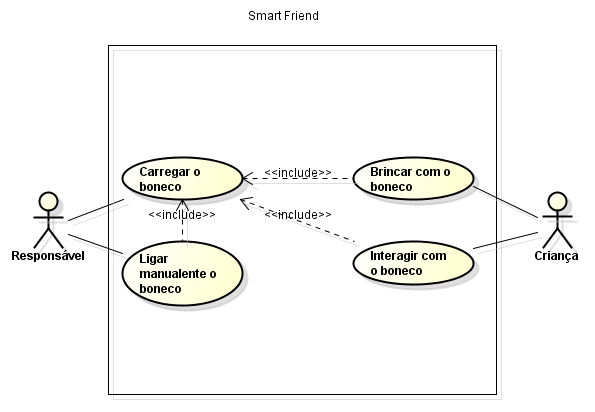 Smart Friend
Carregar o
boneco
<<include>>
Brincar com o
boneco
<<include>>
<<include>>
Responsável
Ligar
manualente o
boneco
Interagir com
o boneco
Criança